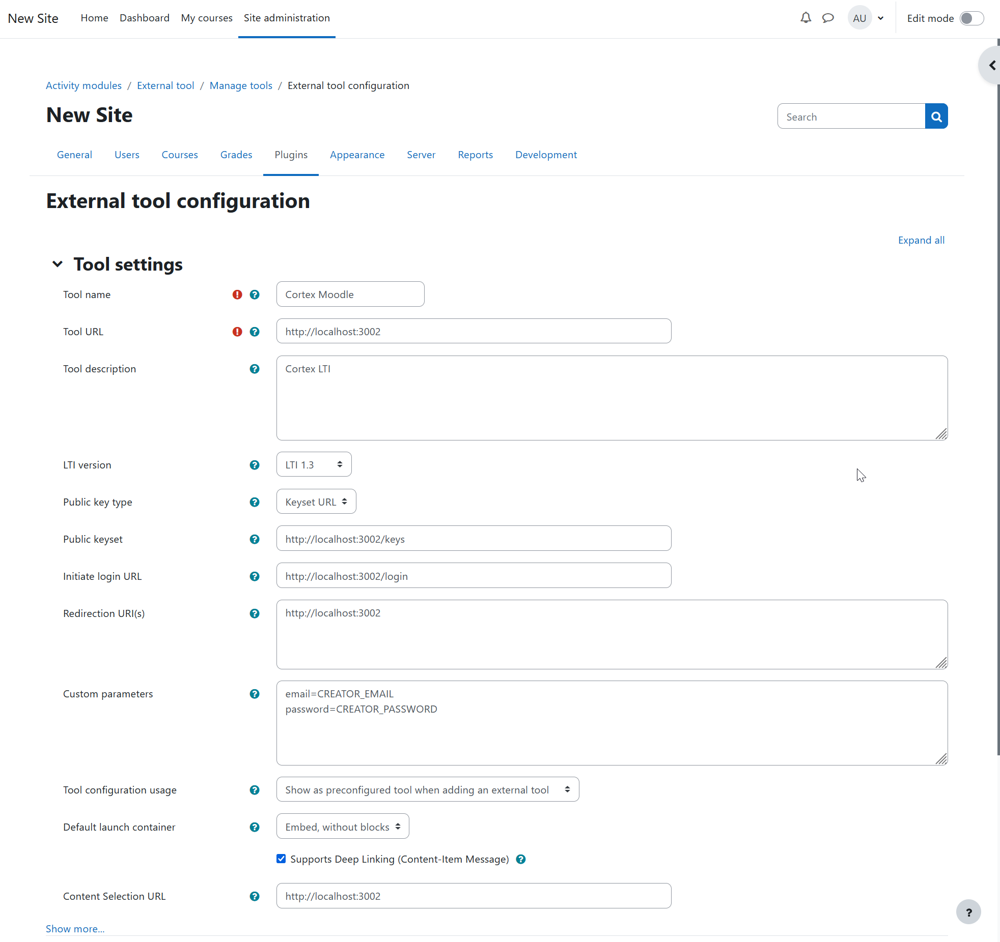 New Site Home Dashboard My courses Site administration AU Edit mode
Activity modules / External tool / Manage tools / External tool configuration
New Site
Search
General Users Courses Grades Plugins Appearance Server Reports Development
External tool configuration
Expand all
Tool settings
Tool name ! ? Cortex Moodle
Tool URL ! ? http://localhost:3002
Tool description ? Cortex LTI
LTI version ? LTI 1.3
Public key type ? Keyset URL
Public keyset ? http://localhost:3002/keys
Initiate login URL ? http://localhost:3002/login
Redirection URI(s) ? http://localhost:3002
Custom parameters ? email=CREATOR_EMAIL
password=CREATOR_PASSWORD
Tool configuration usage ? Show as preconfigured tool when adding an external tool
Default launch container ? Embed, without blocks
Supports Deep Linking (Content-Item Message) ?
Content Selection URL ? http://localhost:3002
?
Show more...